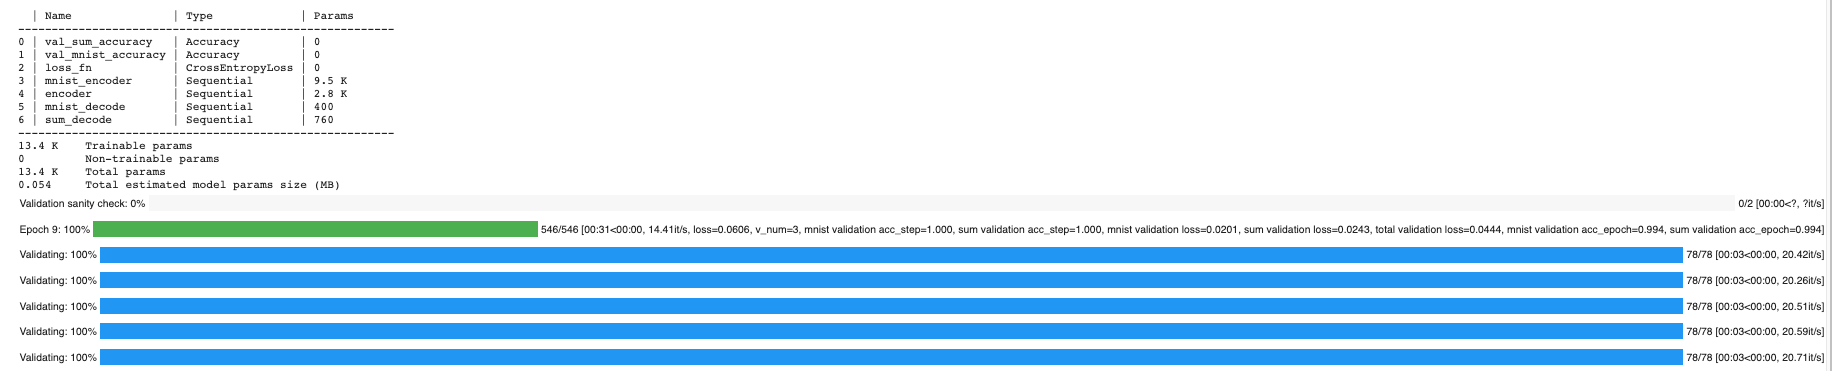 | Name               | Type             | Params
--------------------------------------------------------
0 | val_sum_accuracy   | Accuracy         | 0
1 | val_mnist_accuracy | Accuracy         | 0
2 | loss_fn            | CrossEntropyLoss | 0
3 | mnist_encoder      | Sequential       | 9.5 K
4 | encoder            | Sequential       | 2.8 K
5 | mnist_decode       | Sequential       | 400
6 | sum_decode         | Sequential       | 760
--------------------------------------------------------
13.4 K    Trainable params
0         Non-trainable params
13.4 K    Total params
0.054     Total estimated model params size (MB)
Validation sanity check: 0% 0/2 [00:00<?, ?it/s]
Epoch 9: 100% 546/546 [00:31<00:00, 14.41it/s, loss=0.0606, v_num=3, mnist validation acc_step=1.000, sum validation acc_step=1.000, mnist validation loss=0.0201, sum validation loss=0.0243, total validation loss=0.0444, mnist validation acc_epoch=0.994, sum validation acc_epoch=0.994]
Validating: 100% 78/78 [00:03<00:00, 20.42it/s]
Validating: 100% 78/78 [00:03<00:00, 20.26it/s]
Validating: 100% 78/78 [00:03<00:00, 20.51it/s]
Validating: 100% 78/78 [00:03<00:00, 20.59it/s]
Validating: 100% 78/78 [00:03<00:00, 20.71it/s]